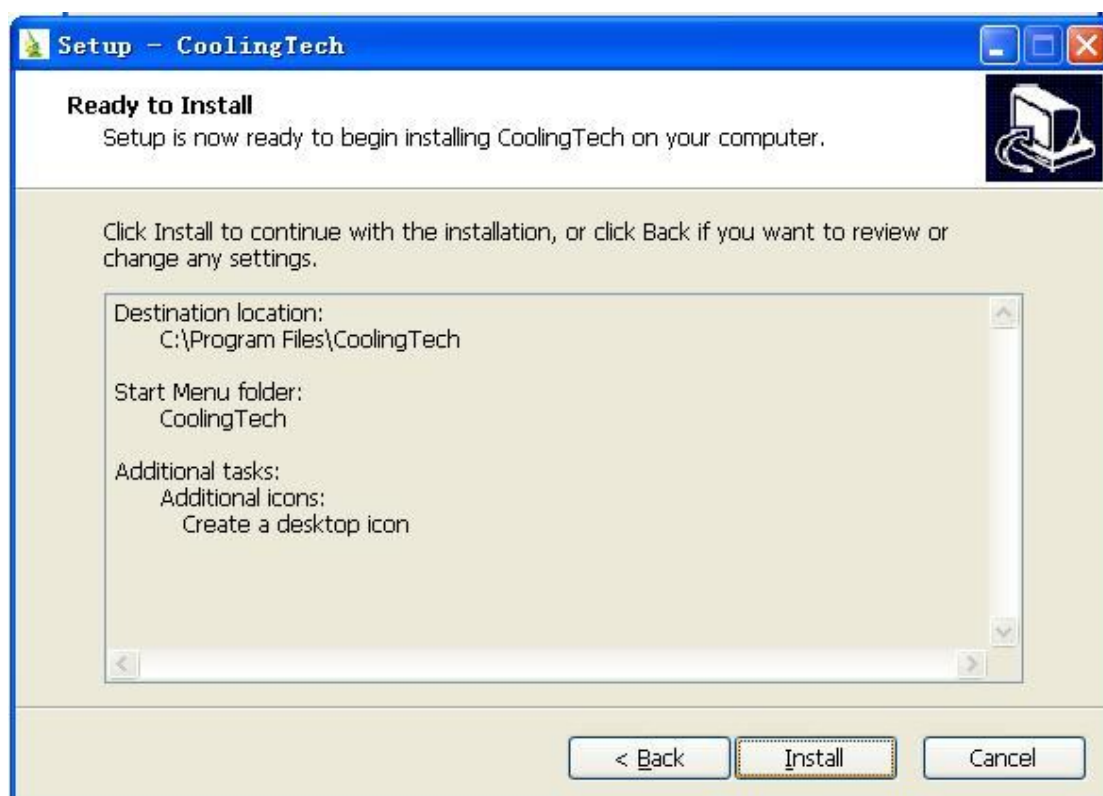 Setup - CoolingTech
Ready to Install
Setup is now ready to begin installing CoolingTech on your computer.
Click Install to continue with the installation, or click Back if you want to review or
change any settings.
Destination location:
C:\Program Files\CoolingTech
Start Menu folder:
CoolingTech
Additional tasks:
Additional icons:
Create a desktop icon
< Back
Install
Cancel